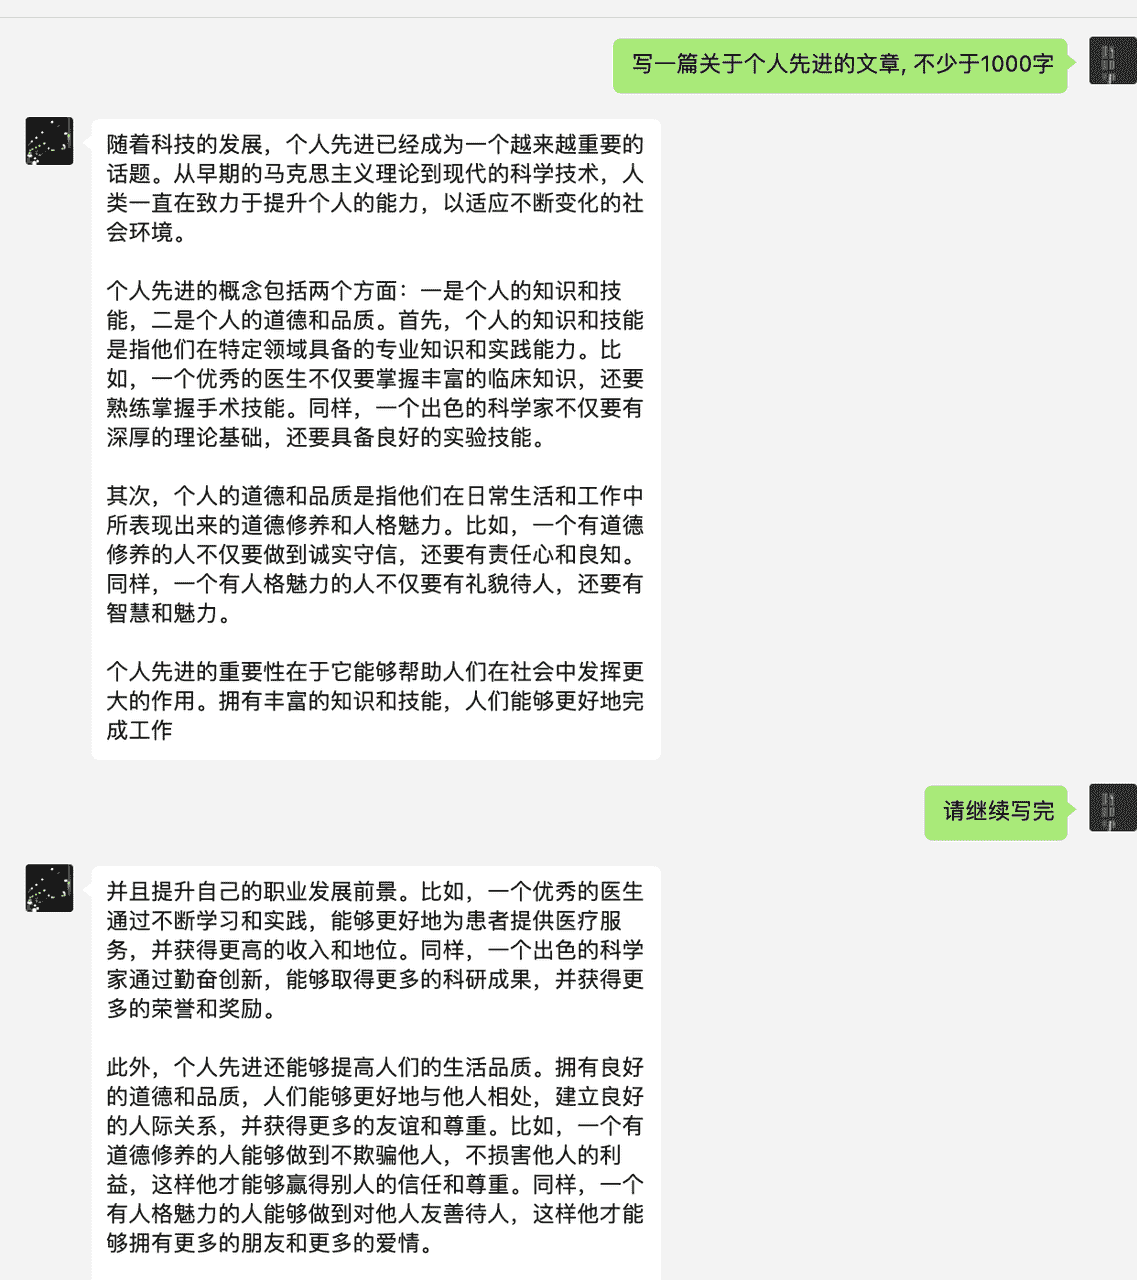 写一篇关于个人先进的文章, 不少于1000字
随着科技的发展，个人先进已经成为一个越来越重要的
话题。从早期的马克思主义理论到现代的科学技术，人
类一直在致力于提升个人的能力，以适应不断变化的社
会环境。
个人先进的概念包括两个方面：一是个人的知识和技
能，二是个人的道德和品质。首先，个人的知识和技能
是指他们在特定领域具备的专业知识和实践能力。比
如，一个优秀的医生不仅要掌握丰富的临床知识，还要
熟练掌握手术技能。同样，一个出色的科学家不仅要有
深厚的理论基础，还要具备良好的实验技能。
其次，个人的道德和品质是指他们在日常生活和工作中
所表现出来的道德修养和人格魅力。比如，一个有道德
修养的人不仅要做到诚实守信，还要有责任心和良知。
同样，一个有人格魅力的人不仅要有礼貌待人，还要有
智慧和魅力。
个人先进的重要性在于它能够帮助人们在社会中发挥更
大的作用。拥有丰富的知识和技能，人们能够更好地完
成工作
请继续写完
并且提升自己的职业发展前景。比如，一个优秀的医生
通过不断学习和实践，能够更好地为患者提供医疗服
务，并获得更高的收入和地位。同样，一个出色的科学
家通过勤奋创新，能够取得更多的科研成果，并获得更
多的荣誉和奖励。
此外，个人先进还能够提高人们的生活品质。拥有良好
的道德和品质，人们能够更好地与他人相处，建立良好
的人际关系，并获得更多的友谊和尊重。比如，一个有
道德修养的人能够做到不欺骗他人，不损害他人的利
益，这样他才能够赢得别人的信任和尊重。同样，一个
有人格魅力的人能够做到对他人友善待人，这样他才能
够拥有更多的朋友和更多的爱情。